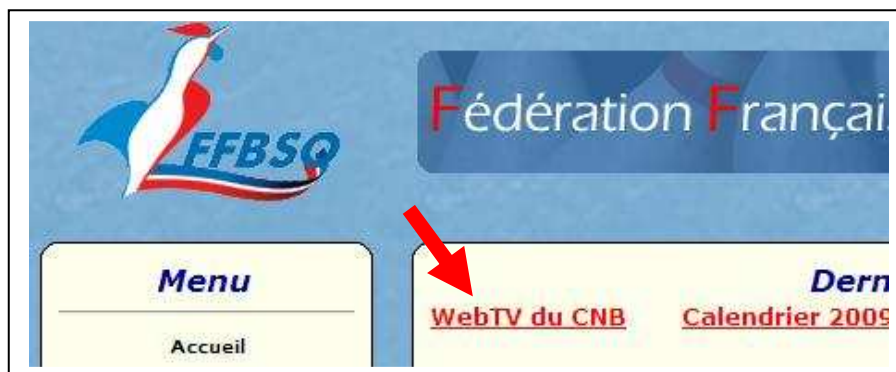 FFBSQ
Fédération Françai
Menu
Dern
WebTV du CNB Calendrier 2009
Accueil